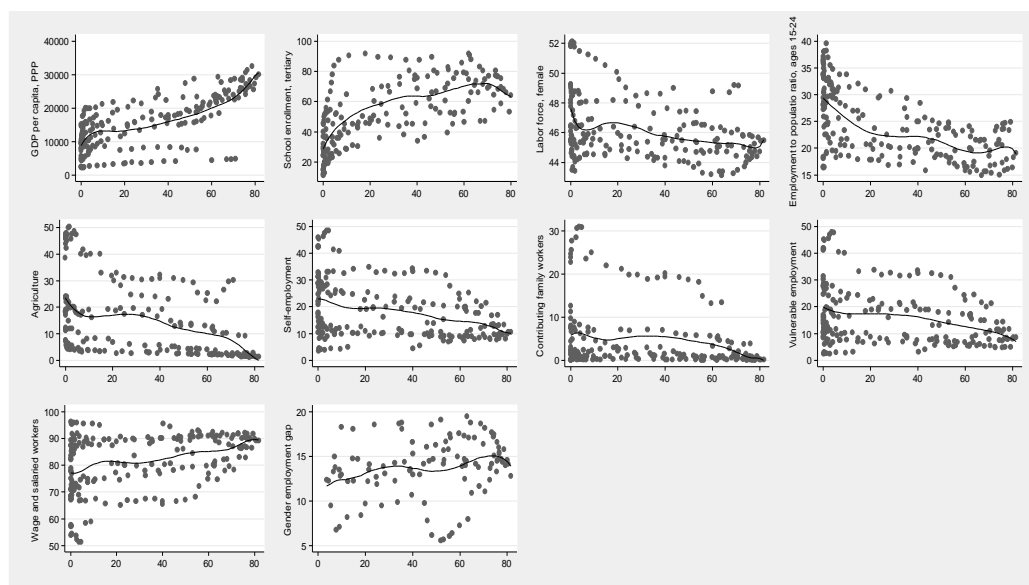 GDP per capita, PPP
40000
30000
20000
10000
0
0 20 40 60 80
School enrollment, tertiary
100
80
60
40
20
0 20 40 60 80
Labor force, female
52
50
48
46
44
0 20 40 60 80
Employment to populatio ratio, ages 15-24
40
35
30
25
20
15
0 20 40 60 80
Agriculture
50
40
30
20
10
0
0 20 40 60 80
Self-employment
50
40
30
20
10
0
0 20 40 60 80
Contributing family workers
30
20
10
0
0 20 40 60 80
Vulnerable employment
50
40
30
20
10
0
0 20 40 60 80
Wage and salaried workers
100
90
80
70
60
50
0 20 40 60 80
Gender employment gap
20
15
10
5
0 20 40 60 80